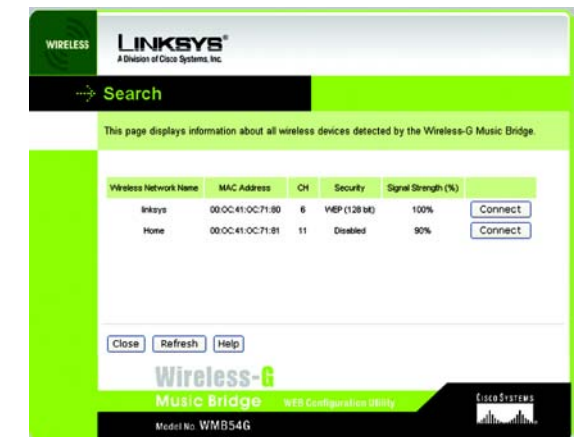 WIRELESS
LINKSYS®
A Division of Cisco Systems, Inc.
Search
This page displays information about all wireless devices detected by the Wireless-G Music Bridge.
Wireless Network Name MAC Address CH Security Signal Strength (%)
linksys 00:0C:41:0C:71:80 6 WEP (128 bit) 100% Connect
Home 00:0C:41:0C:71:81 11 Disabled 90% Connect
Close Refresh Help
Wireless-G
Music Bridge WEB Configuration Utility
CISCO SYSTEMS
Model No. WMB54G